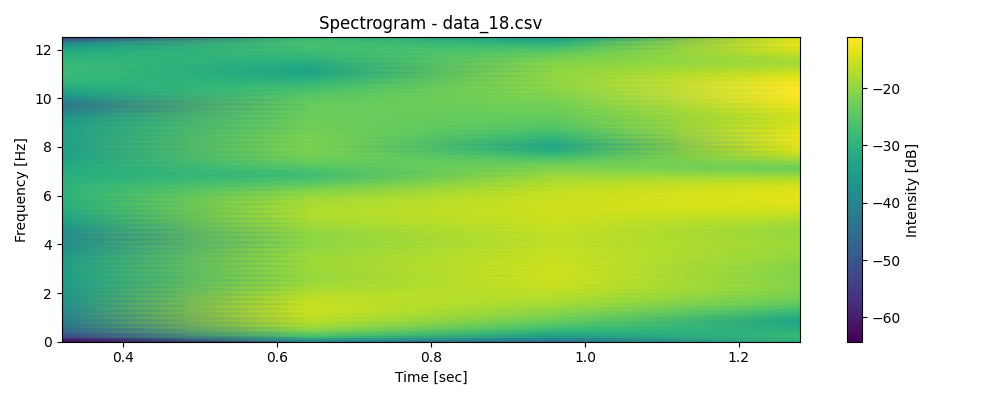 Spectrogram - data_18.csv
12
10
8
6
4
2
0
Frequency [Hz]
0.4 0.6 0.8 1.0 1.2
Time [sec]
−20
−30
−40
−50
−60
Intensity [dB]